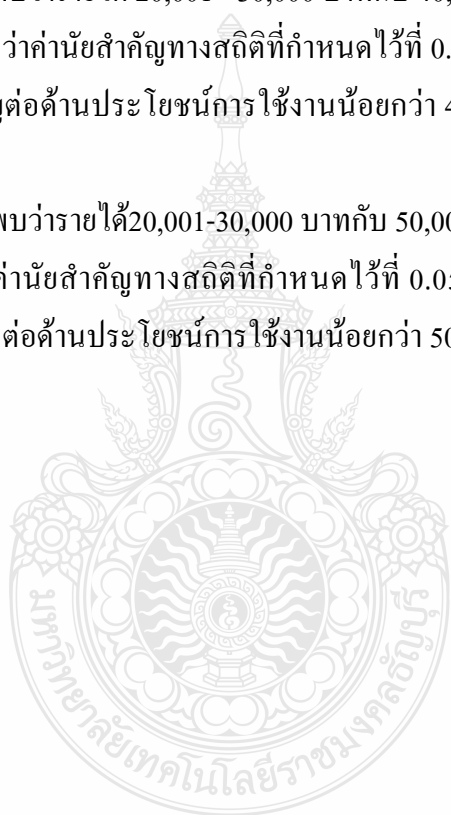 ว่าค่านัยสำคัญทางสถิติที่กำหนดไว้ที่ 0.
ต่อด้านประโยชน์การใช้งานน้อยกว่า 4
พบว่ารายได้20,001-30,000 บาทกับ 50,00
ค่านัยสำคัญทางสถิติที่กำหนดไว้ที่ 0.0
ต่อด้านประโยชน์การใช้งานน้อยกว่า 50
มหาวิทยาลัยเทคโนโลยีราชมงคลธัญบุรี